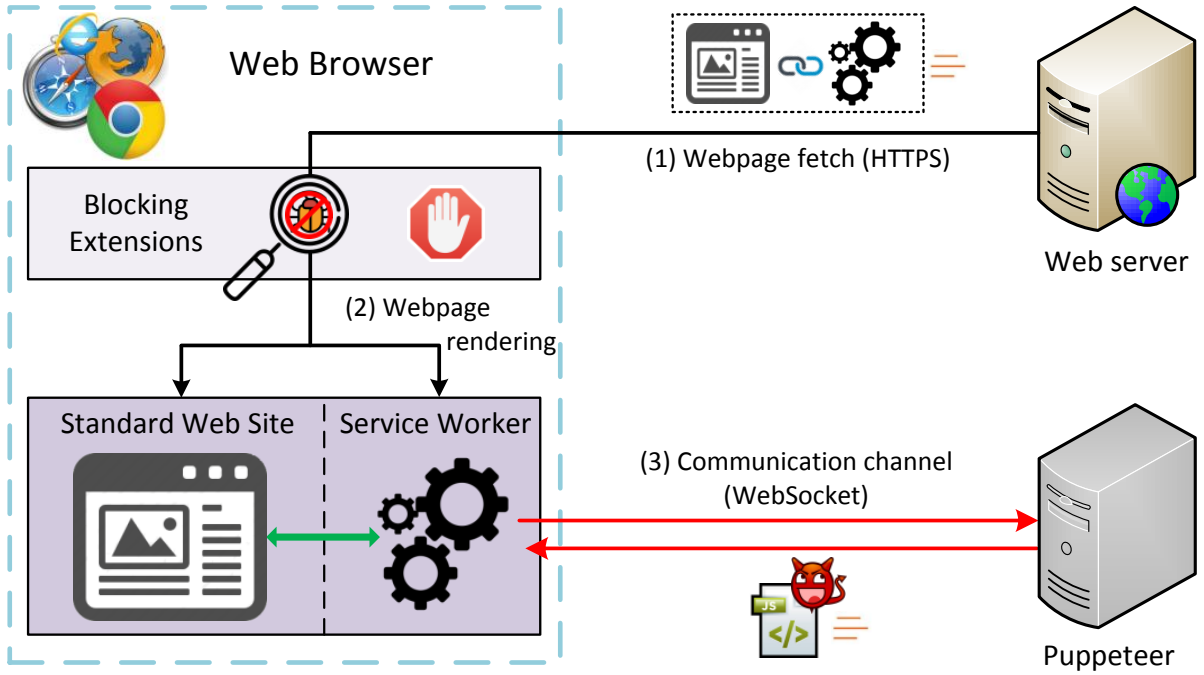 Web Browser
(1) Webpage fetch (HTTPS)
Blocking
Extensions
Web server
(2) Webpage
rendering
Standard Web Site
Service Worker
(3) Communication channel
(WebSocket)
JS
</>
Puppeteer